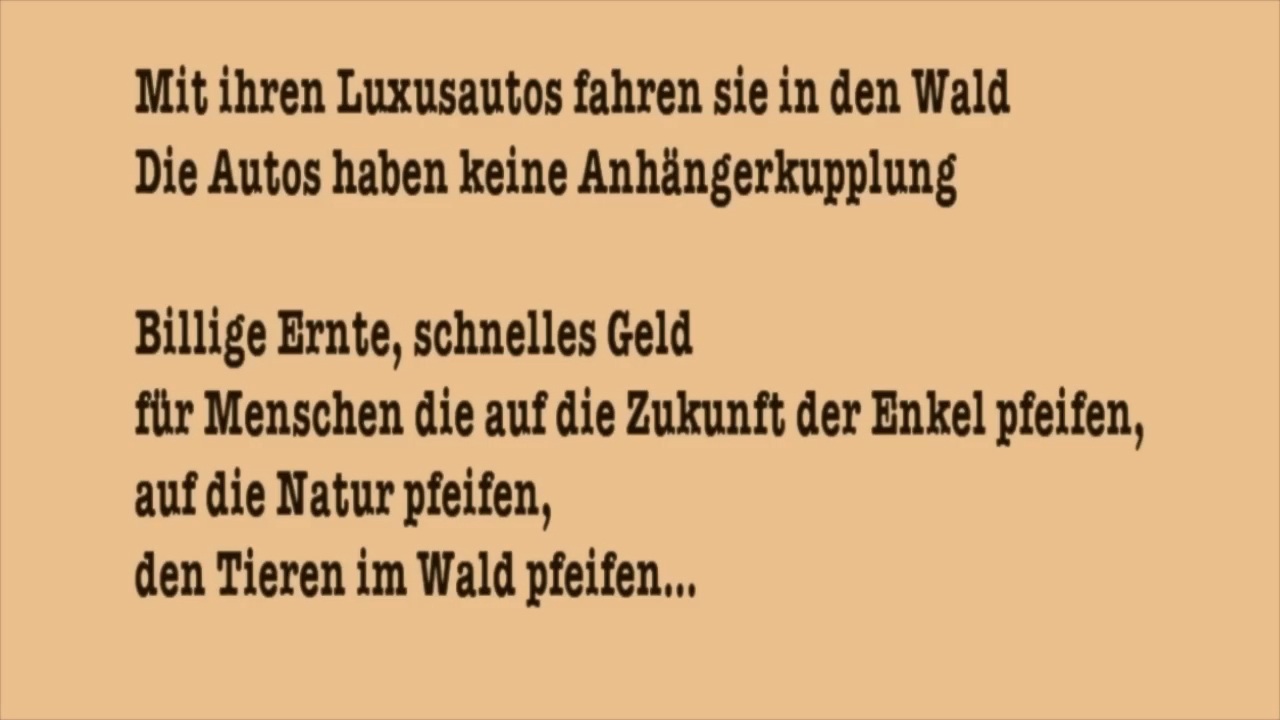 Mit ihren Luxusautos fahren sie in den Wald
Die Autos haben keine Anhängerkupplung
Billige Ernte, schnelles Geld
für Menschen die auf die Zukunft der Enkel pfeifen,
auf die Natur pfeifen,
den Tieren im Wald pfeifen...